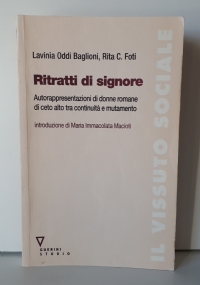 Lavinia Oddi Baglioni, Rita C. Foti
Ritratti di signore
Autorappresentazioni di donne romane
di ceto alto tra continuità e mutamento
introduzione di Maria Immacolata Macioti
IL VISSUTO SOCIALE
GUERINI
STUDIO